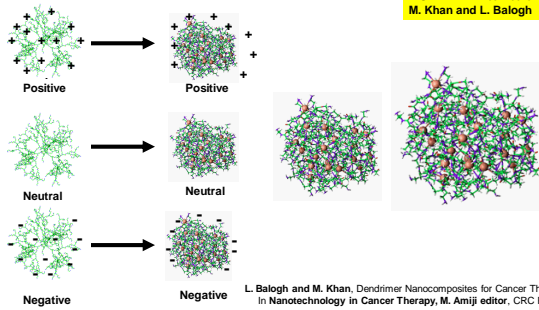 M. Khan and L. Balogh
Positive
Positive
Neutral
Neutral
Negative
Negative
L. Balogh and M. Khan, Dendrimer Nanocomposites for Cancer Th
In Nanotechnology in Cancer Therapy, M. Amiji editor, CRC